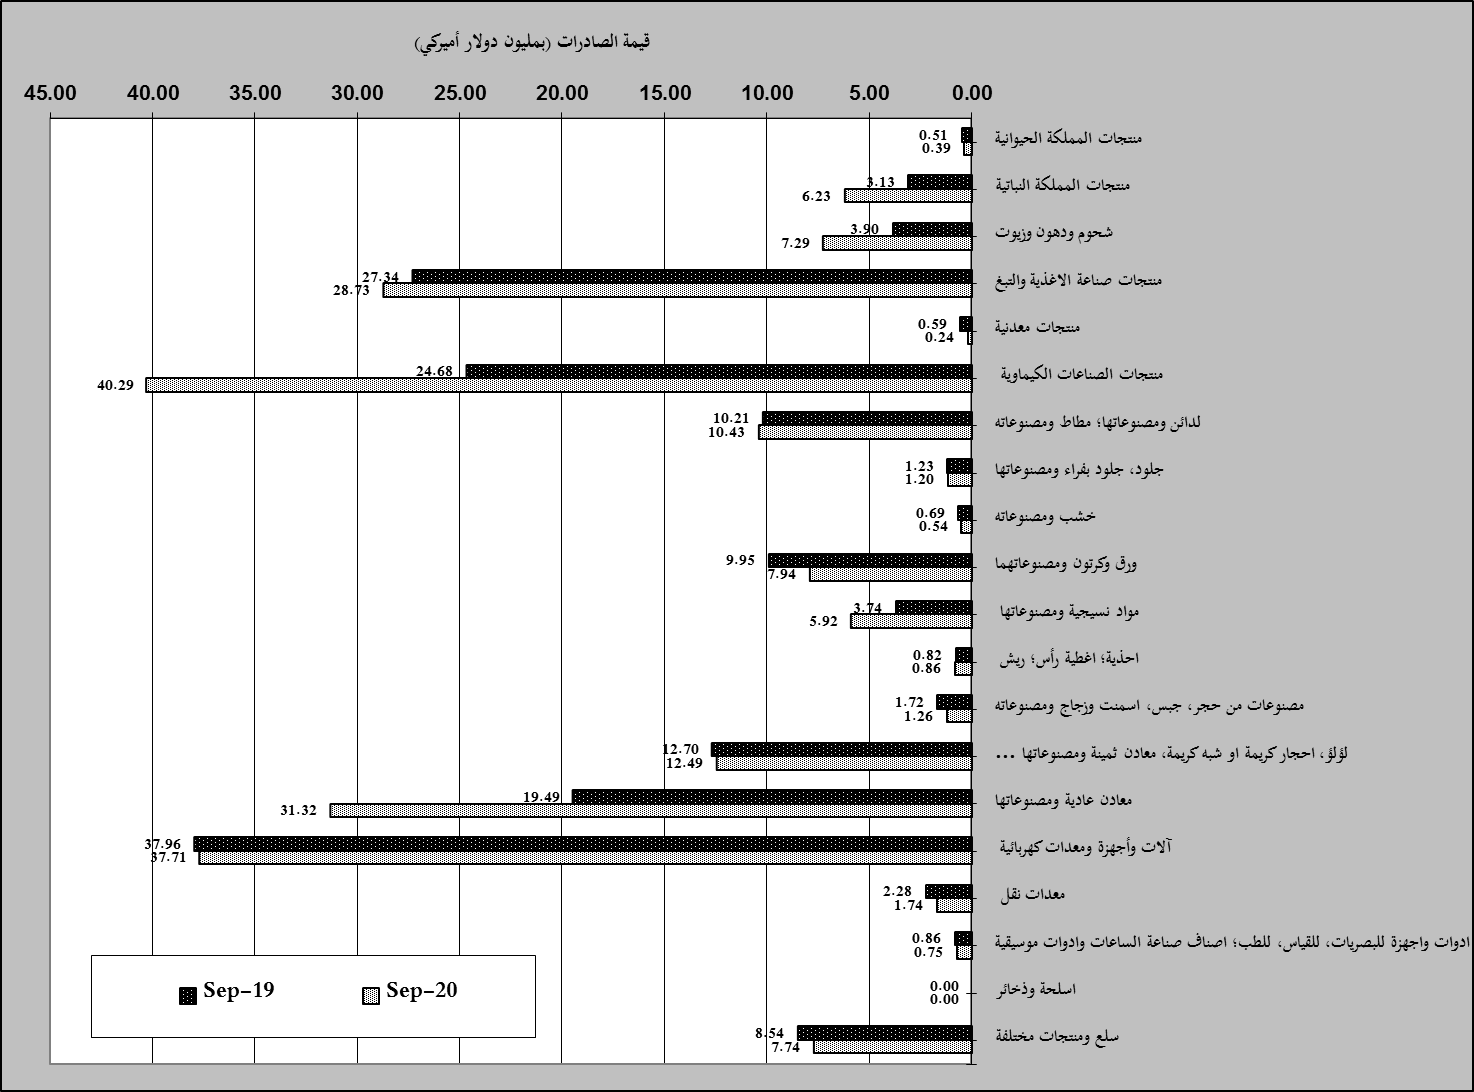 قيمة الصادرات (بمليون دولار أميركي)
45.00 40.00 35.00 30.00 25.00 20.00 15.00 10.00 5.00 0.00
منتجات المملكة الحيوانية
0.51
0.39
منتجات المملكة النباتية
3.13
6.23
شحوم ودهون وزيوت
3.90
7.29
منتجات صناعة الاغذية والتبغ
27.34
28.73
منتجات معدنية
0.59
0.24
منتجات الصناعات الكيماوية
24.68
40.29
لدائن ومصنوعاتها؛ مطاط ومصنوعاته
10.21
10.43
جلود، جلود بفراء ومصنوعاتها
1.23
1.20
خشب ومصنوعاته
0.69
0.54
ورق وكرتون ومصنوعاتهما
9.95
7.94
مواد نسيجية ومصنوعاتها
3.74
5.92
احذية؛ اغطية رأس؛ ريش
0.82
0.86
مصنوعات من حجر، جبس، اسمنت وزجاج ومصنوعاته
1.72
1.26
لؤلؤ، احجار كريمة او شبه كريمة، معادن ثمينة ومصنوعاتها ...
12.70
12.49
معادن عادية ومصنوعاتها
19.49
31.32
آلات وأجهزة ومعدات كهربائية
37.96
37.71
معدات نقل
2.28
1.74
ادوات واجهزة للبصريات، للقياس، للطب؛ اصناف صناعة الساعات وادوات موسيقية
0.86
0.75
اسلحة وذخائر
0.00
0.00
سلع ومنتجات مختلفة
8.54
7.74
Sep-19 Sep-20